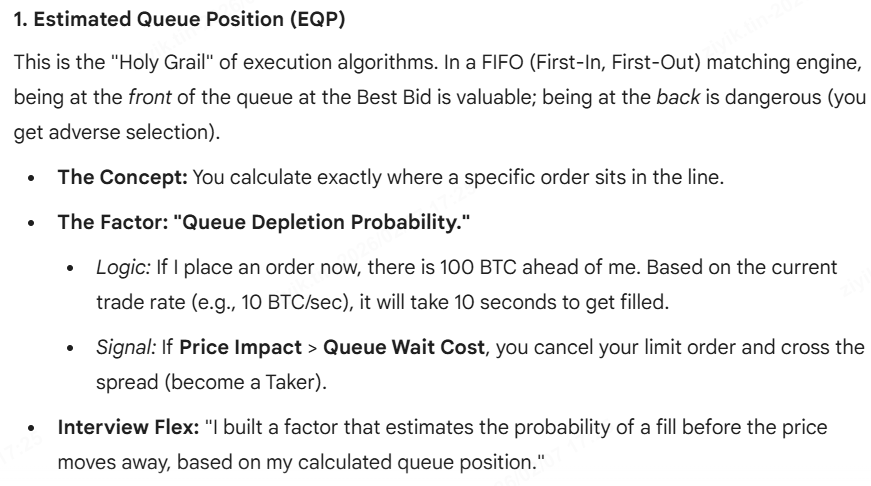 1. Estimated Queue Position (EQP)
This is the "Holy Grail" of execution algorithms. In a FIFO (First-In, First-Out) matching engine,
being at the front of the queue at the Best Bid is valuable; being at the back is dangerous (you
get adverse selection).
• The Concept: You calculate exactly where a specific order sits in the line.
• The Factor: "Queue Depletion Probability."
• Logic: If I place an order now, there is 100 BTC ahead of me. Based on the current
trade rate (e.g., 10 BTC/sec), it will take 10 seconds to get filled.
• Signal: If Price Impact > Queue Wait Cost, you cancel your limit order and cross the
spread (become a Taker).
• Interview Flex: "I built a factor that estimates the probability of a fill before the price
moves away, based on my calculated queue position."